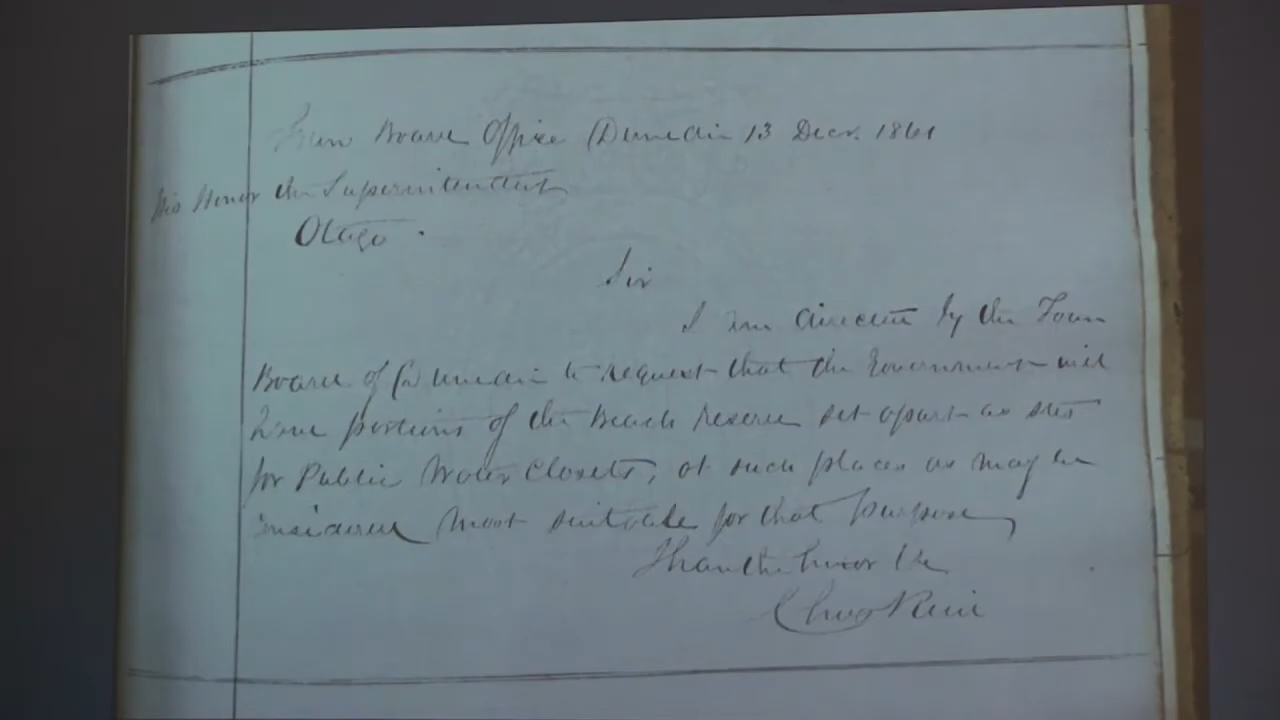 Town Board Office Dunedin 13 Decr. 1861
His Honor the Superintendent
Otago.
Sir
I am directed by the Town
Board of Dunedin to request that the Government will
have portions of the Beach Reserve set apart as sites
for Public Water Closets, at such places as may be
considered most suitable for that purpose,
I have the honor &c
Chas